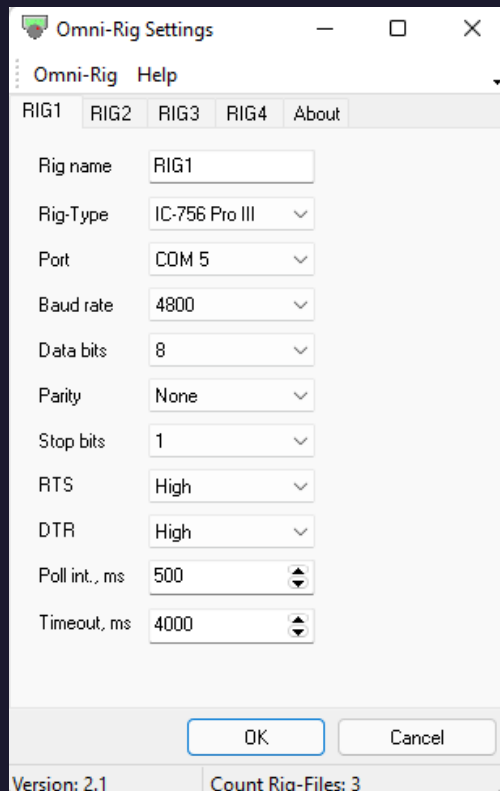 Omni-Rig Settings
Omni-Rig Help
RIG1 RIG2 RIG3 RIG4 About
Rig name RIG1
Rig-Type IC-756 Pro III
Port COM 5
Baud rate 4800
Data bits 8
Parity None
Stop bits 1
RTS High
DTR High
Poll int., ms 500
Timeout, ms 4000
OK Cancel
Version: 2.1 Count Rig-Files: 3